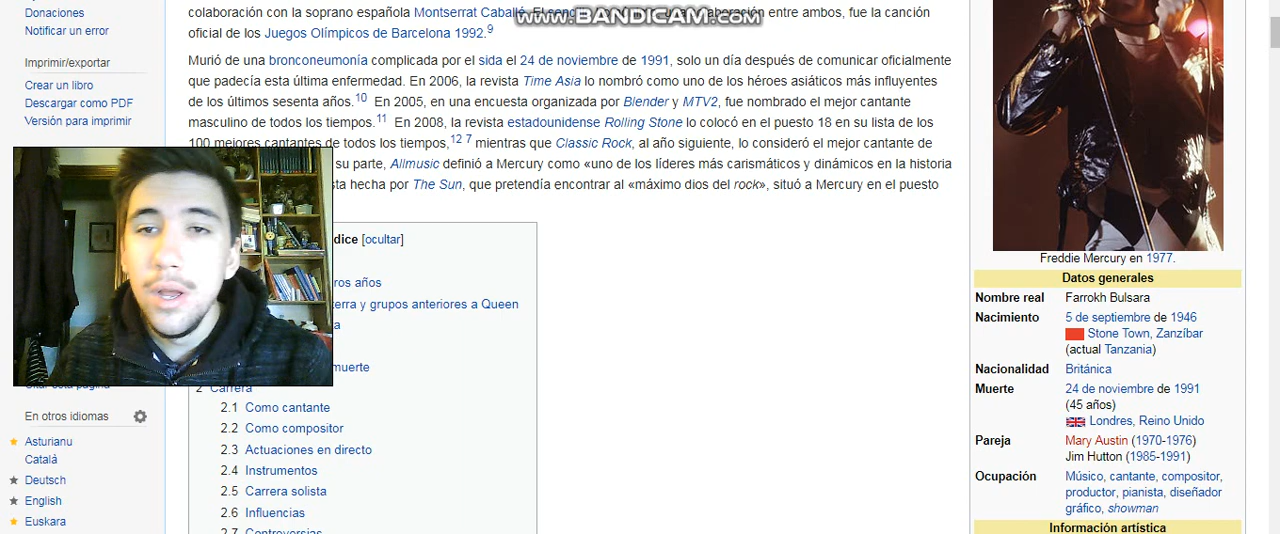 Donaciones
Notificar un error
Imprimir/exportar
Crear un libro
Descargar como PDF
Versión para imprimir
En otros idiomas
Asturianu
Català
Deutsch
English
Euskara
www.BANDICAM.com
colaboración con la soprano española Montserrat Caballé. El entre ambos, fue la canción
oficial de los Juegos Olímpicos de Barcelona 1992.9
Murió de una bronconeumonía complicada por el sida el 24 de noviembre de 1991, solo un día después de comunicar oficialmente
que padecía esta última enfermedad. En 2006, la revista Time Asia lo nombró como uno de los héroes asiáticos más influyentes
de los últimos sesenta años.10 En 2005, en una encuesta organizada por Blender y MTV2, fue nombrado el mejor cantante
masculino de todos los tiempos.11 En 2008, la revista estadounidense Rolling Stone lo colocó en el puesto 18 en su lista de los
100 mejores cantantes de todos los tiempos,12 7 mientras que Classic Rock, al año siguiente, lo consideró el mejor cantante de
su parte, Allmusic definió a Mercury como «uno de los líderes más carismáticos y dinámicos en la historia
sta hecha por The Sun, que pretendía encontrar al «máximo dios del rock», situó a Mercury en el puesto
dice [ocultar]
ros años
terra y grupos anteriores a Queen
a
muerte
2 Carrera
2.1 Como cantante
2.2 Como compositor
2.3 Actuaciones en directo
2.4 Instrumentos
2.5 Carrera solista
2.6 Influencias
2.7 Controversias
Freddie Mercury en 1977.
Datos generales
Nombre real Farrokh Bulsara
Nacimiento 5 de septiembre de 1946
Stone Town, Zanzíbar
(actual Tanzania)
Nacionalidad Británica
Muerte 24 de noviembre de 1991
(45 años)
Londres, Reino Unido
Pareja Mary Austin (1970-1976)
Jim Hutton (1985-1991)
Ocupación Músico, cantante, compositor,
productor, pianista, diseñador
gráfico, showman
Información artística